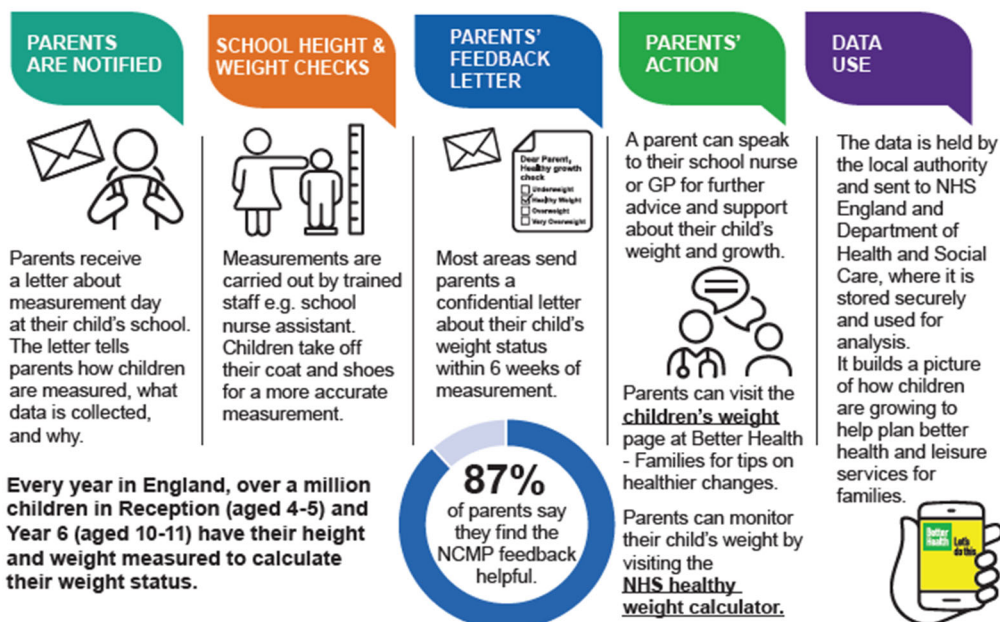 PARENTS
ARE NOTIFIED
Parents receive
a letter about
measurement day
at their child's school.
The letter tells
parents how children
are measured, what
data is collected,
and why.
SCHOOL HEIGHT &
WEIGHT CHECKS
Measurements are
carried out by trained
staff e.g. school
nurse assistant.
Children take off
their coat and shoes
for a more accurate
measurement.
PARENTS'
FEEDBACK
LETTER
Dear Parent,
Healthy growth
check
Underweight
Healthy Weight
Overweight
Very Overweight
Most areas send
parents a
confidential letter
about their child's
weight status
within 6 weeks of
measurement.
PARENTS'
ACTION
A parent can speak
to their school nurse
or GP for further
advice and support
about their child's
weight and growth.
Parents can visit the
children's weight
page at Better Health
- Families for tips on
healthier changes.
Parents can monitor
their child's weight by
visiting the
NHS healthy
weight calculator.
DATA
USE
The data is held by
the local authority
and sent to NHS
England and
Department of
Health and Social
Care, where it is
stored securely
and used for
analysis.
It builds a picture
of how children
are growing to
help plan better
health and leisure
services for
families.
Every year in England, over a million
children in Reception (aged 4-5) and
Year 6 (aged 10-11) have their height
and weight measured to calculate
their weight status.
87%
of parents say
they find the
NCMP feedback
helpful.
Better
Health
Let's
do this